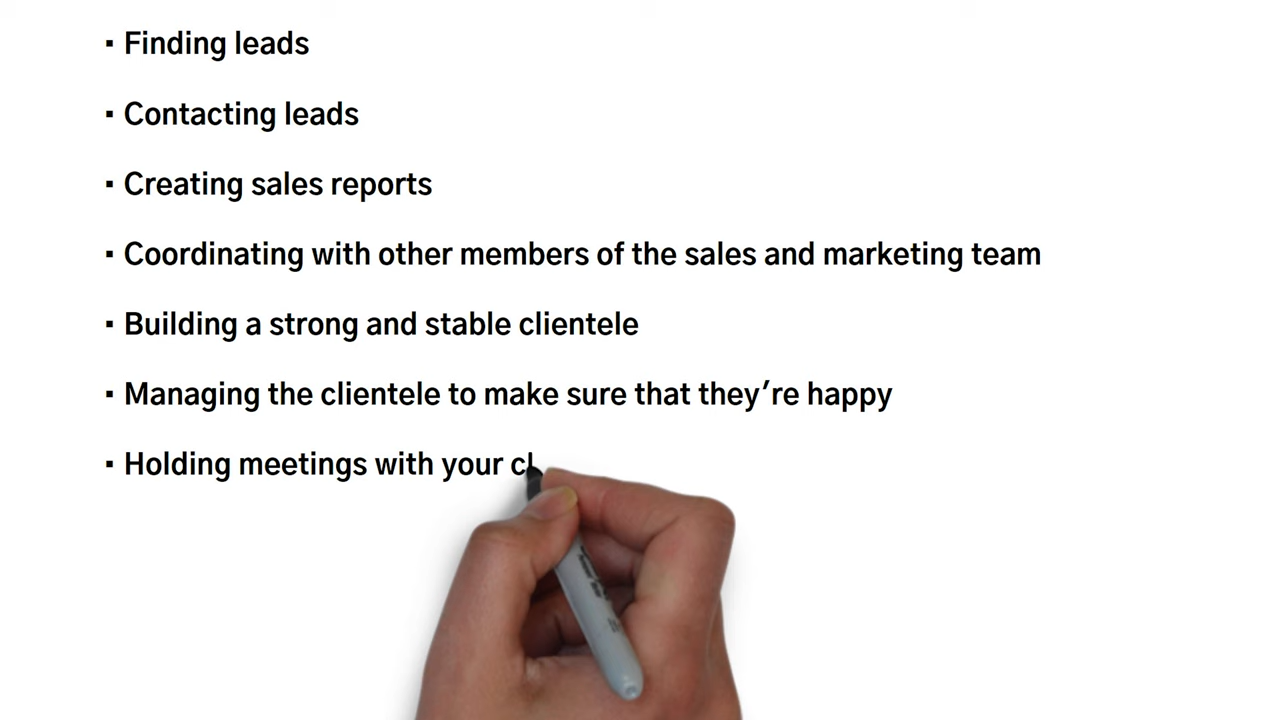 ▪ Finding leads
▪ Contacting leads
▪ Creating sales reports
▪ Coordinating with other members of the sales and marketing team
▪ Building a strong and stable clientele
▪ Managing the clientele to make sure that they’re happy
▪ Holding meetings with your cl